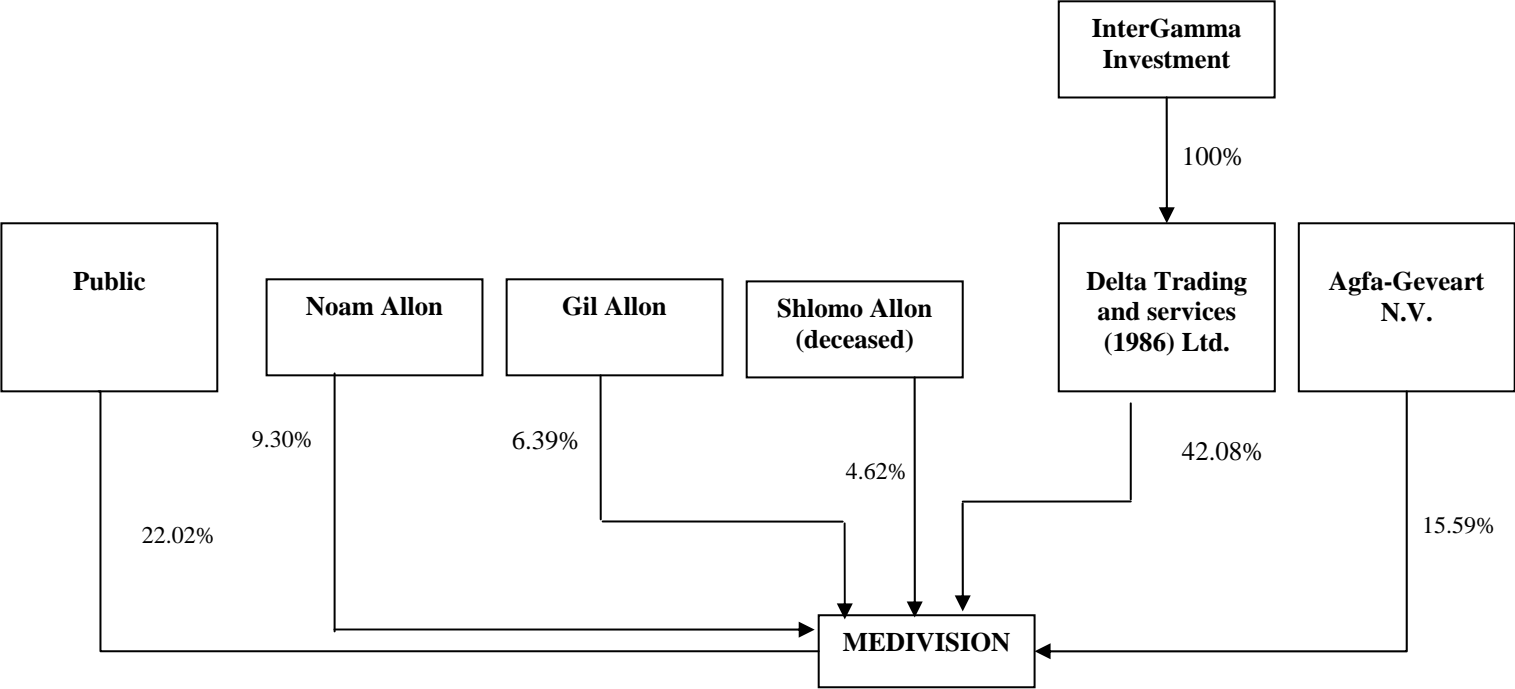 InterGamma
Investment
100%
Public
Noam Allon
Gil Allon
Shlomo Allon
(deceased)
Delta Trading
and services
(1986) Ltd.
Agfa-Geveart
N.V.
9.30%
6.39%
4.62%
42.08%
22.02%
15.59%
MEDIVISION